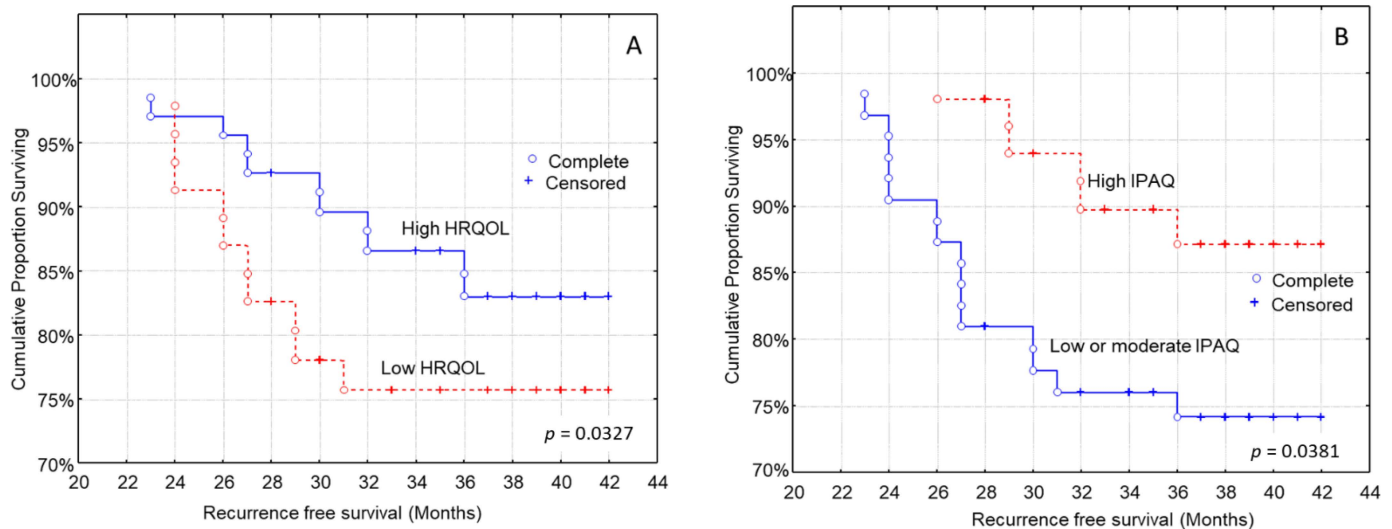 A
Cumulative Proportion Surviving
100%
95%
90%
85%
80%
75%
70%
Complete
Censored
High HRQOL
Low HRQOL
p = 0.0327
20 22 24 26 28 30 32 34 36 38 40 42 44
Recurrence free survival (Months)
B
Cumulative Proportion Surviving
100%
95%
90%
85%
80%
75%
70%
High IPAQ
Complete
Censored
Low or moderate IPAQ
p = 0.0381
20 22 24 26 28 30 32 34 36 38 40 42 44
Recurrence free survival (Months)